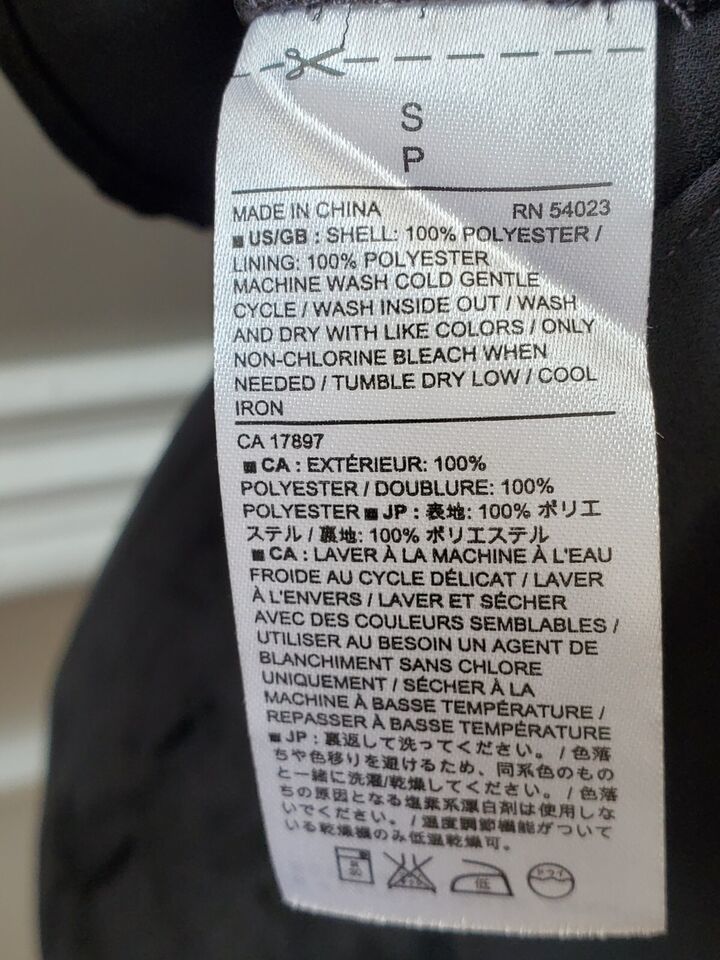 S
P
MADE IN CHINA RN 54023
■ US/GB : SHELL: 100% POLYESTER /
LINING: 100% POLYESTER
MACHINE WASH COLD GENTLE
CYCLE / WASH INSIDE OUT / WASH
AND DRY WITH LIKE COLORS / ONLY
NON-CHLORINE BLEACH WHEN
NEEDED / TUMBLE DRY LOW / COOL
IRON
CA 17897
■ CA : EXTÉRIEUR: 100%
POLYESTER / DOUBLURE: 100%
POLYESTER ■ JP : 表地: 100% ポリエ
ステル / 裏地: 100% ポリエステル
■ CA : LAVER À LA MACHINE À L'EAU
FROIDE AU CYCLE DÉLICAT / LAVER
À L'ENVERS / LAVER ET SÉCHER
AVEC DES COULEURS SEMBLABLES /
UTILISER AU BESOIN UN AGENT DE
BLANCHIMENT SANS CHLORE
UNIQUEMENT / SÉCHER À LA
MACHINE À BASSE TEMPÉRATURE /
REPASSER À BASSE TEMPÉRATURE
■ JP : 裏返して洗ってください。 / 色落
ちや色移りを避けるため、同系色のもの
と一緒に洗濯/乾燥してください。 / 色落
ちの原因となる塩素系漂白剤は使用しな
いでください。 / 温度調節機能がついて
いる乾燥機のみ低温乾燥可。
低 ドライ